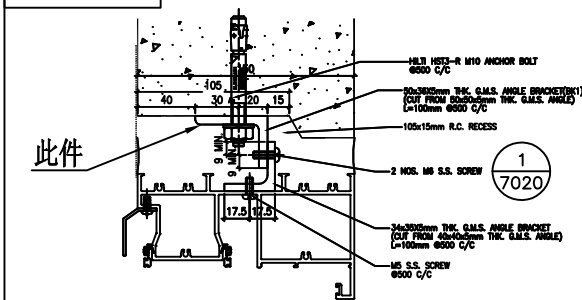 HILTI HST3-R M10 ANCHOR BOLT
@500 C/C
105
40
30
20
15
50x36X5mm THK. G.M.S. ANGLE BRACKET(BK1)
(CUT FROM 50x50x5mm THK. G.M.S. ANGLE)
L=100mm @500 C/C
105x15mm R.C. RECESS
此件
9 MIN.
9 MIN.
2 NOS. M6 S.S. SCREW
1
7020
17.5
17.5
34x36X5mm THK. G.M.S. ANGLE BRACKET
(CUT FROM 40x40x5mm THK. G.M.S. ANGLE)
L=100mm @500 C/C
M5 S.S. SCREW
@500 C/C